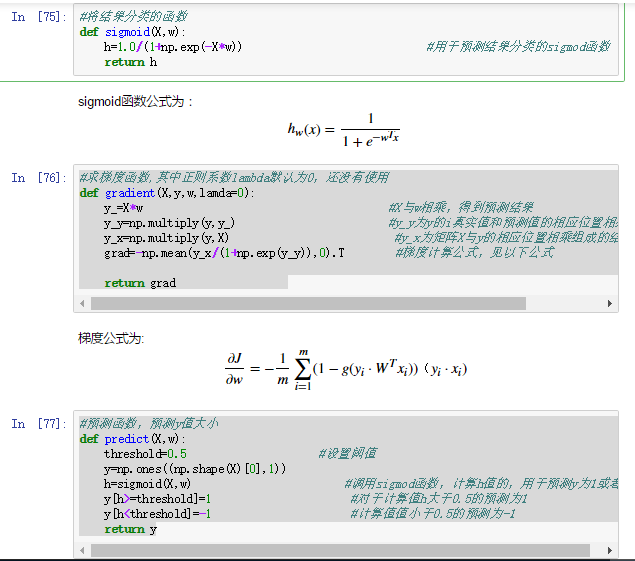 In [75]: #将结果分类的函数
def sigmoid(X,w):
h=1.0/(1+np.exp(-X*w)) #用于预测结果分类的sigmod函数
return h
sigmoid函数公式为：
h_w(x) = 1 / (1 + e^{-w^T x})
In [76]: #求梯度函数,其中正则系数lambda默认为0，还没有使用
def gradient(X,y,w,lamda=0):
y_=X*w #X与w相乘，得到预测结果
y_y=np.multiply(y,y_) #y_y为y的i真实值和预测值的相应位置相
y_x=np.multiply(y,X) #y_x为矩阵X与y的相应位置相乘组成的
grad=-np.mean(y_x/(1+np.exp(y_y)),0).T #梯度计算公式，见以下公式
return grad
梯度公式为:
∂J/∂w = -1/m ∑_{i=1}^{m} (1 - g(y_i · W^T x_i)) (y_i · x_i)
In [77]: #预测函数，预测y值大小
def predict(X,w):
threshold=0.5 #设置阈值
y=np.ones((np.shape(X)[0],1))
h=sigmoid(X,w) #调用sigmod函数，计算h值的，用于预测y为1或
y[h>=threshold]=1 #对于计算值h大于0.5的预测为1
y[h<threshold]=-1 #计算值值小于0.5的预测为-1
return y